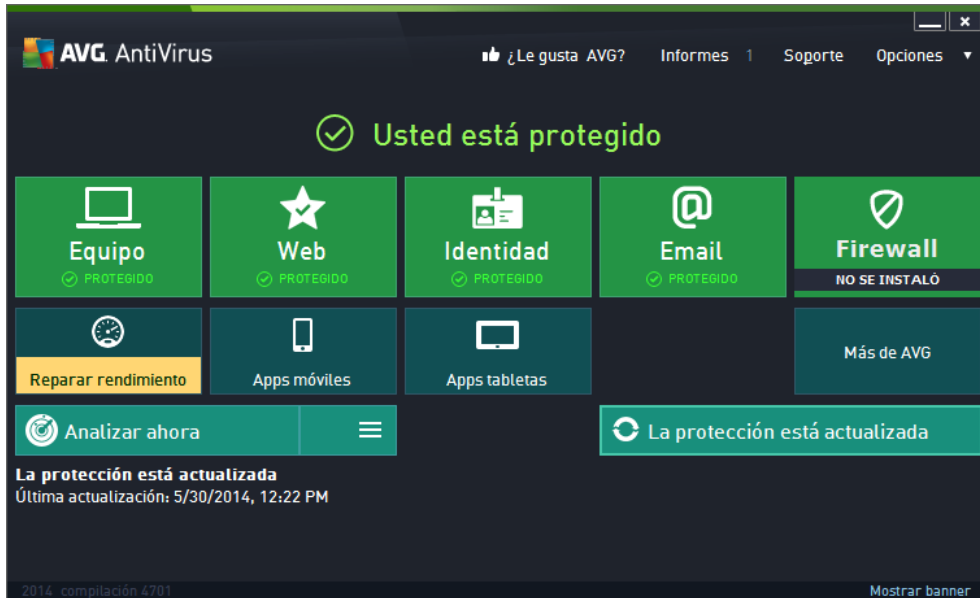 AVG. AntiVirus
¿Le gusta AVG? Informes 1 Soporte Opciones
Usted está protegido
Equipo
PROTEGIDO
Web
PROTEGIDO
Identidad
PROTEGIDO
Email
PROTEGIDO
Firewall
NO SE INSTALÓ
Reparar rendimiento
Apps móviles
Apps tabletas
Más de AVG
Analizar ahora
La protección está actualizada
La protección está actualizada
Última actualización: 5/30/2014, 12:22 PM
2014 compilación 4701
Mostrar banner